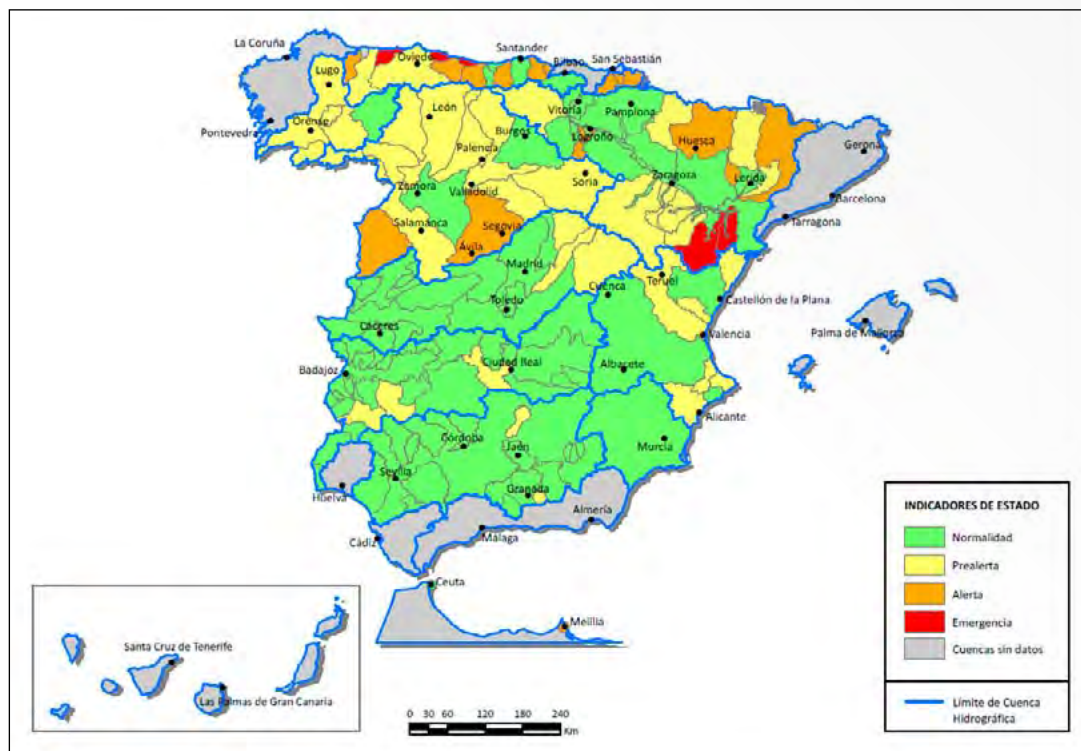 La Coruña
Lugo
Oviedo
Santander
Bilbao
San Sebastián
Pontevedra
Orense
León
Burgos
Vitoria
Pamplona
Logroño
Palencia
Huesca
Gerona
Zamora
Valladolid
Soria
Zaragoza
Lérida
Barcelona
Tarragona
Salamanca
Segovia
Ávila
Madrid
Teruel
Cuenca
Castellón de la Plana
Toledo
Cáceres
Valencia
Palma de Mallorca
Badajoz
Ciudad Real
Albacete
Alicante
Murcia
Córdoba
Jaén
Sevilla
Huelva
Granada
Almería
Cádiz
Málaga
Ceuta
Melilla
Santa Cruz de Tenerife
Las Palmas de Gran Canaria
0 30 60 120 180 240
Km
INDICADORES DE ESTADO
Normalidad
Prealerta
Alerta
Emergencia
Cuencas sin datos
Límite de Cuenca
Hidrográfica